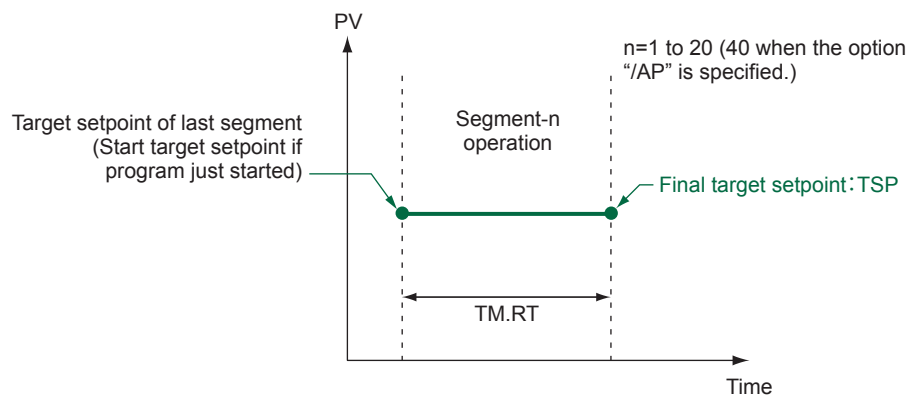 PV
n=1 to 20 (40 when the option
“/AP” is specified.)
Target setpoint of last segment
(Start target setpoint if
program just started)
Segment-n
operation
Final target setpoint:TSP
TM.RT
Time